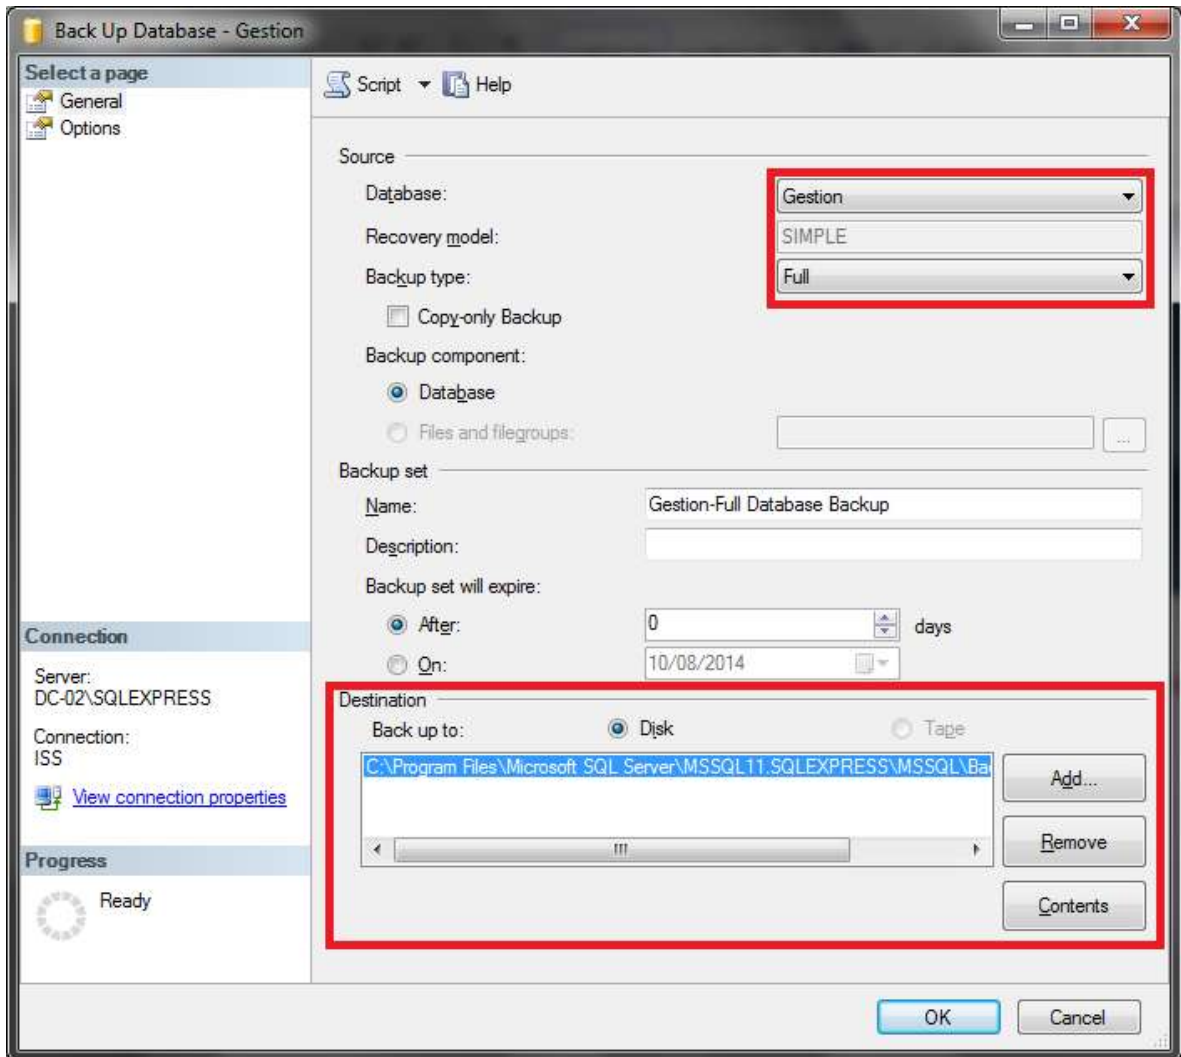 Back Up Database - Gestion
Select a page
General
Options
Script Help
Source
Database: Gestion
Recovery model: SIMPLE
Backup type: Full
Copy-only Backup
Backup component:
Database
Files and filegroups: ...
Backup set
Name: Gestion-Full Database Backup
Description:
Backup set will expire:
After: 0 days
On: 10/08/2014
Connection
Server:
DC-02\SQLEXPRESS
Connection:
ISS
View connection properties
Progress
Ready
Destination
Back up to: Disk Tape
C:\Program Files\Microsoft SQL Server\MSSQL11.SQLEXPRESS\MSSQL\Ba
Add...
Remove
Contents
OK Cancel